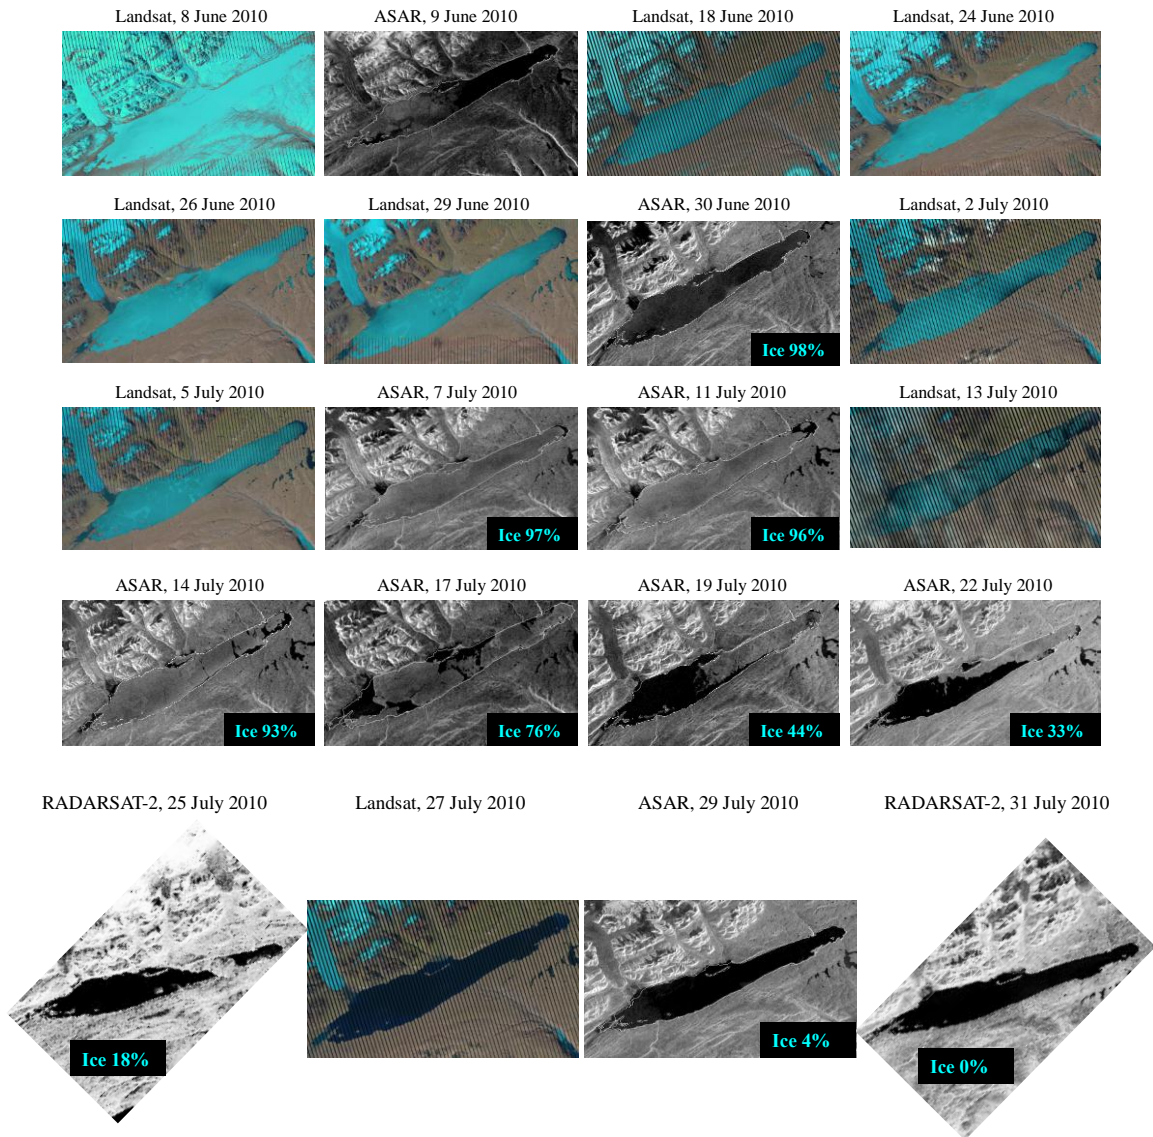 Landsat, 8 June 2010
ASAR, 9 June 2010
Landsat, 18 June 2010
Landsat, 24 June 2010
Landsat, 26 June 2010
Landsat, 29 June 2010
ASAR, 30 June 2010
Landsat, 2 July 2010
Ice 98%
Landsat, 5 July 2010
ASAR, 7 July 2010
ASAR, 11 July 2010
Landsat, 13 July 2010
Ice 97%
Ice 96%
ASAR, 14 July 2010
ASAR, 17 July 2010
ASAR, 19 July 2010
ASAR, 22 July 2010
Ice 93%
Ice 76%
Ice 44%
Ice 33%
RADARSAT-2, 25 July 2010
Landsat, 27 July 2010
ASAR, 29 July 2010
RADARSAT-2, 31 July 2010
Ice 18%
Ice 4%
Ice 0%